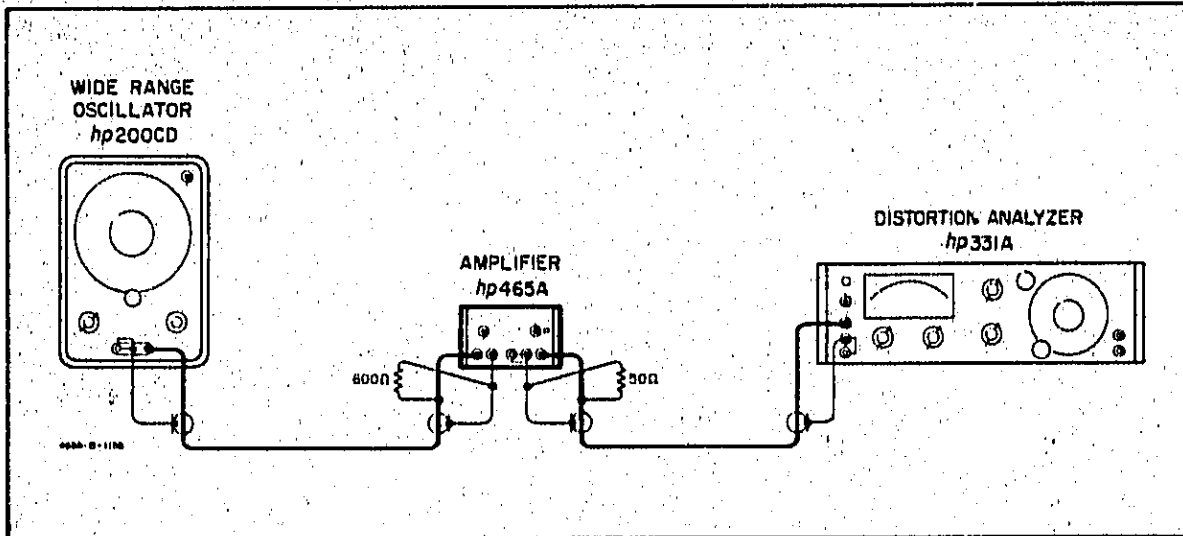 WIDE RANGE
OSCILLATOR
hp200CD
AMPLIFIER
hp465A
DISTORTION ANALYZER
hp331A
600Ω
50Ω